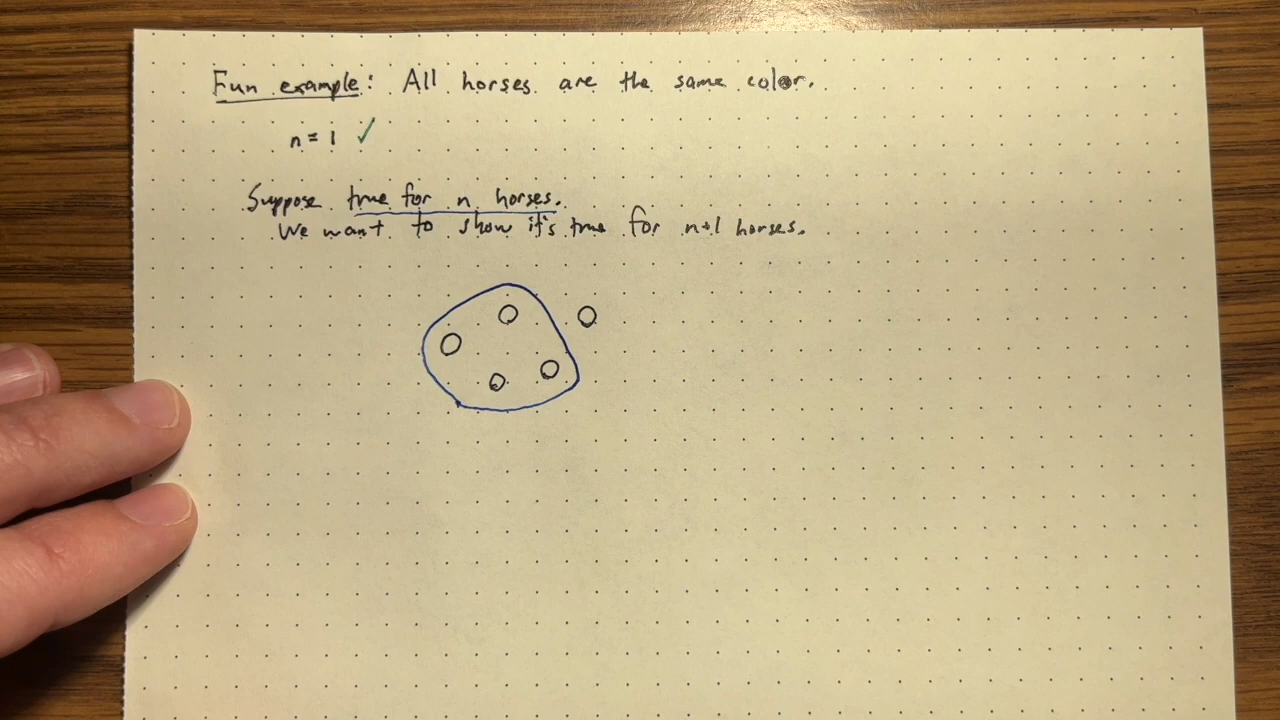 Fun example: All horses are the same color.
n = 1 ✓
Suppose true for n horses.
We want to show it's true for n+1 horses.